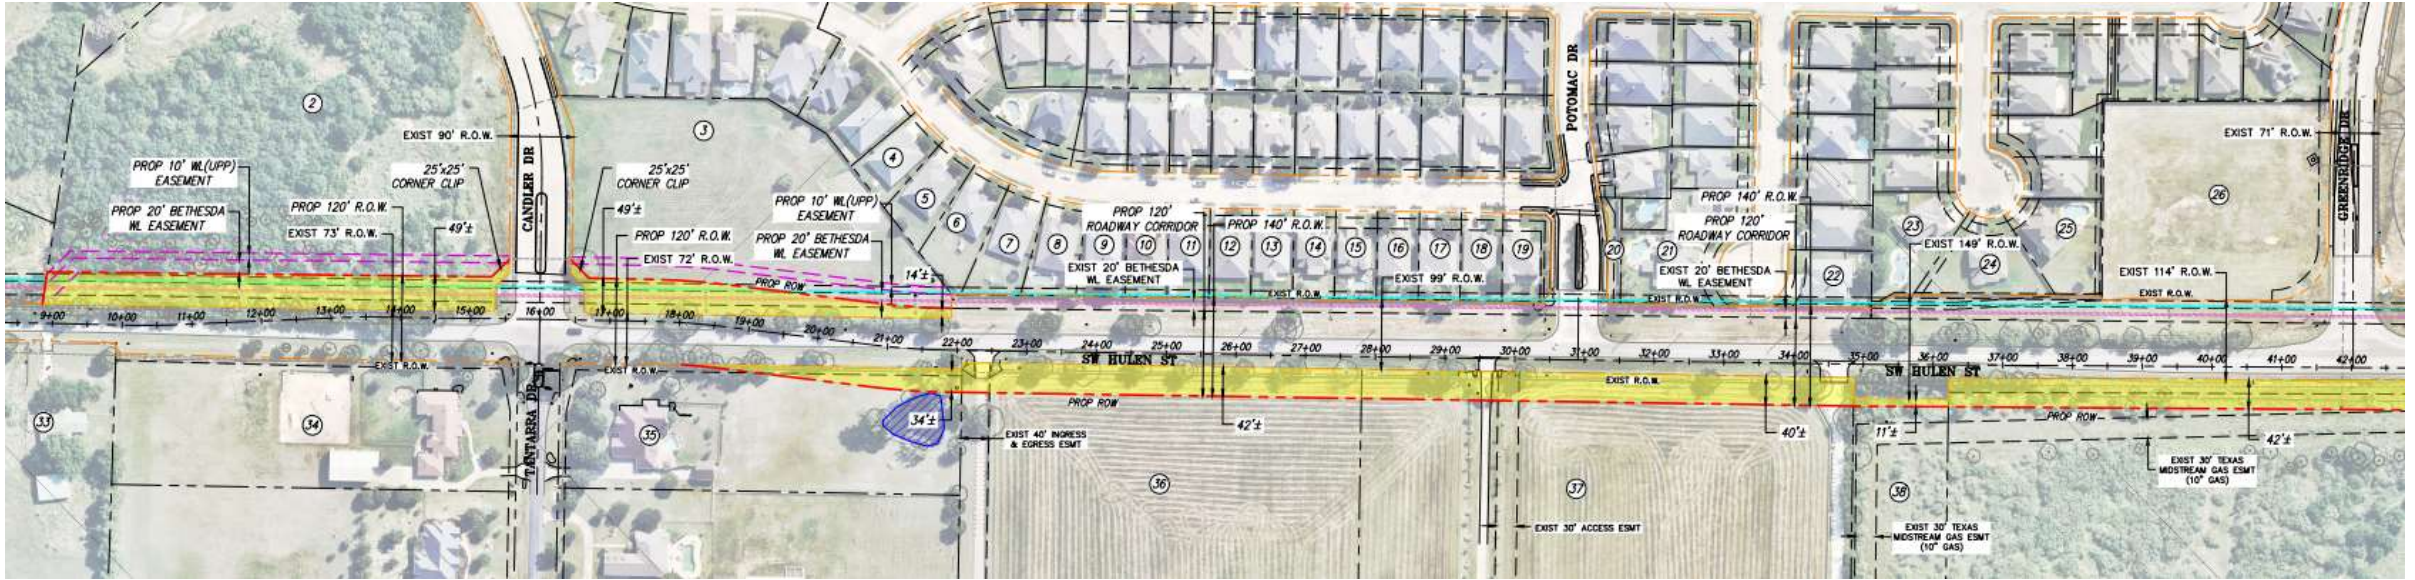 2
EXIST 90' R.O.W.
3
PROP 10' WL(UPP)
EASEMENT
25'x25'
CORNER CLIP
CANDLER DR
25'x25'
CORNER CLIP
PROP 20' BETHESDA
WL EASEMENT
PROP 120' R.O.W.
EXIST 73' R.O.W.
49'±
49'±
PROP 120' R.O.W.
EXIST 72' R.O.W.
PROP 10' WL(UPP)
EASEMENT
PROP 20' BETHESDA
WL EASEMENT
14'±
PROP ROW
4
5
6
7
8
9
10
11
12
13
14
15
16
17
18
19
20
21
22
23
24
25
26
POTOMAC DR
GREENRIDGE DR
EXIST 71' R.O.W.
PROP 120'
ROADWAY CORRIDOR
PROP 140' R.O.W.
EXIST 20' BETHESDA
WL EASEMENT
EXIST R.O.W.
EXIST 99' R.O.W.
PROP 140' R.O.W.
PROP 120'
ROADWAY CORRIDOR
EXIST 20' BETHESDA
WL EASEMENT
EXIST R.O.W.
EXIST 149' R.O.W.
EXIST 114' R.O.W.
EXIST R.O.W.
9+00
10+00
11+00
12+00
13+00
14+00
15+00
16+00
17+00
18+00
19+00
20+00
21+00
22+00
23+00
24+00
25+00
26+00
27+00
28+00
29+00
30+00
31+00
32+00
33+00
34+00
35+00
36+00
37+00
38+00
39+00
40+00
41+00
42+00
SW HULEN ST
SW HULEN ST
EXIST R.O.W.
EXIST R.O.W.
EXIST R.O.W.
PROP ROW
PROP ROW
33
34
TANTARRA DR
35
34'±
EXIST 40' INGRESS
& EGRESS ESMT
42'±
36
EXIST 30' ACCESS ESMT
37
40'±
11'±
38
EXIST 30' TEXAS
MIDSTREAM GAS ESMT
(10" GAS)
EXIST 30' TEXAS
MIDSTREAM GAS ESMT
(10" GAS)
42'±